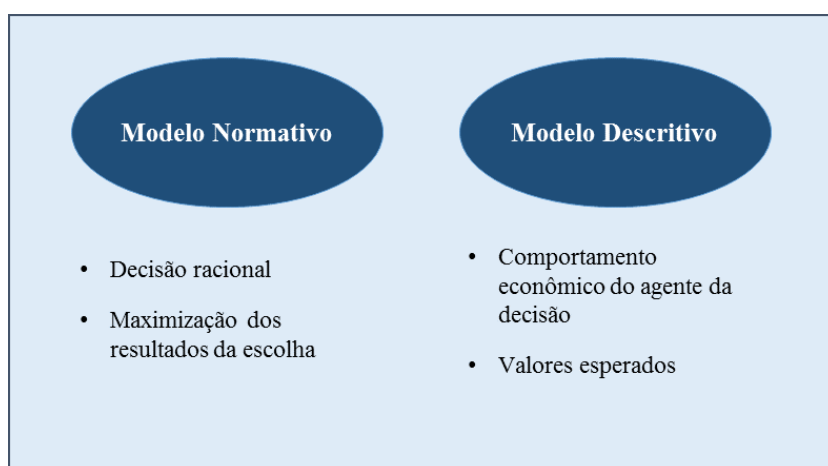 Modelo Normativo
• Decisão racional
• Maximização dos
resultados da escolha
Modelo Descritivo
• Comportamento
econômico do agente da
decisão
• Valores esperados